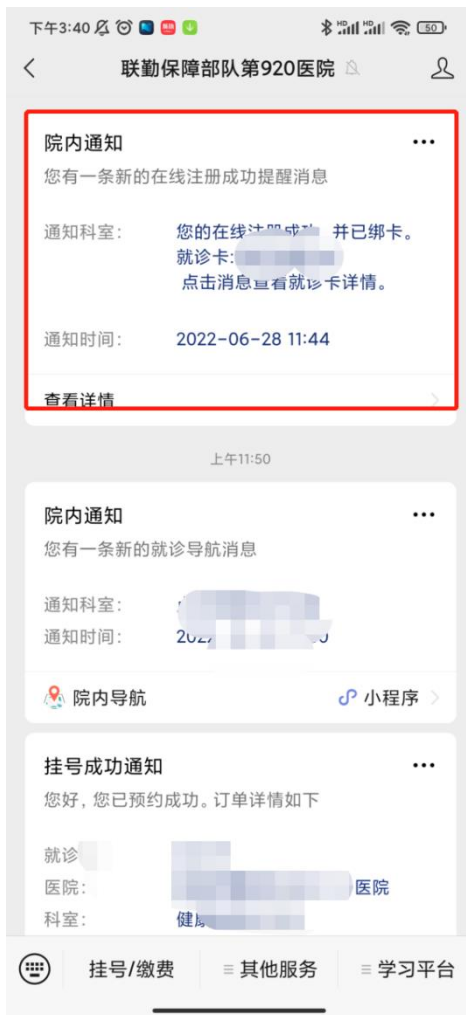 下午3:40
HD HD 50
联勤保障部队第920医院
院内通知
您有一条新的在线注册成功提醒消息
通知科室: 您的在线注册成功 并已绑卡。
就诊卡:
点击消息查看就诊卡详情。
通知时间: 2022-06-28 11:44
查看详情
上午11:50
院内通知
您有一条新的就诊导航消息
通知科室:
通知时间:
院内导航 小程序
挂号成功通知
您好, 您已预约成功。订单详情如下
就诊
医院: 医院
科室: 健康
挂号/缴费 其他服务 学习平台